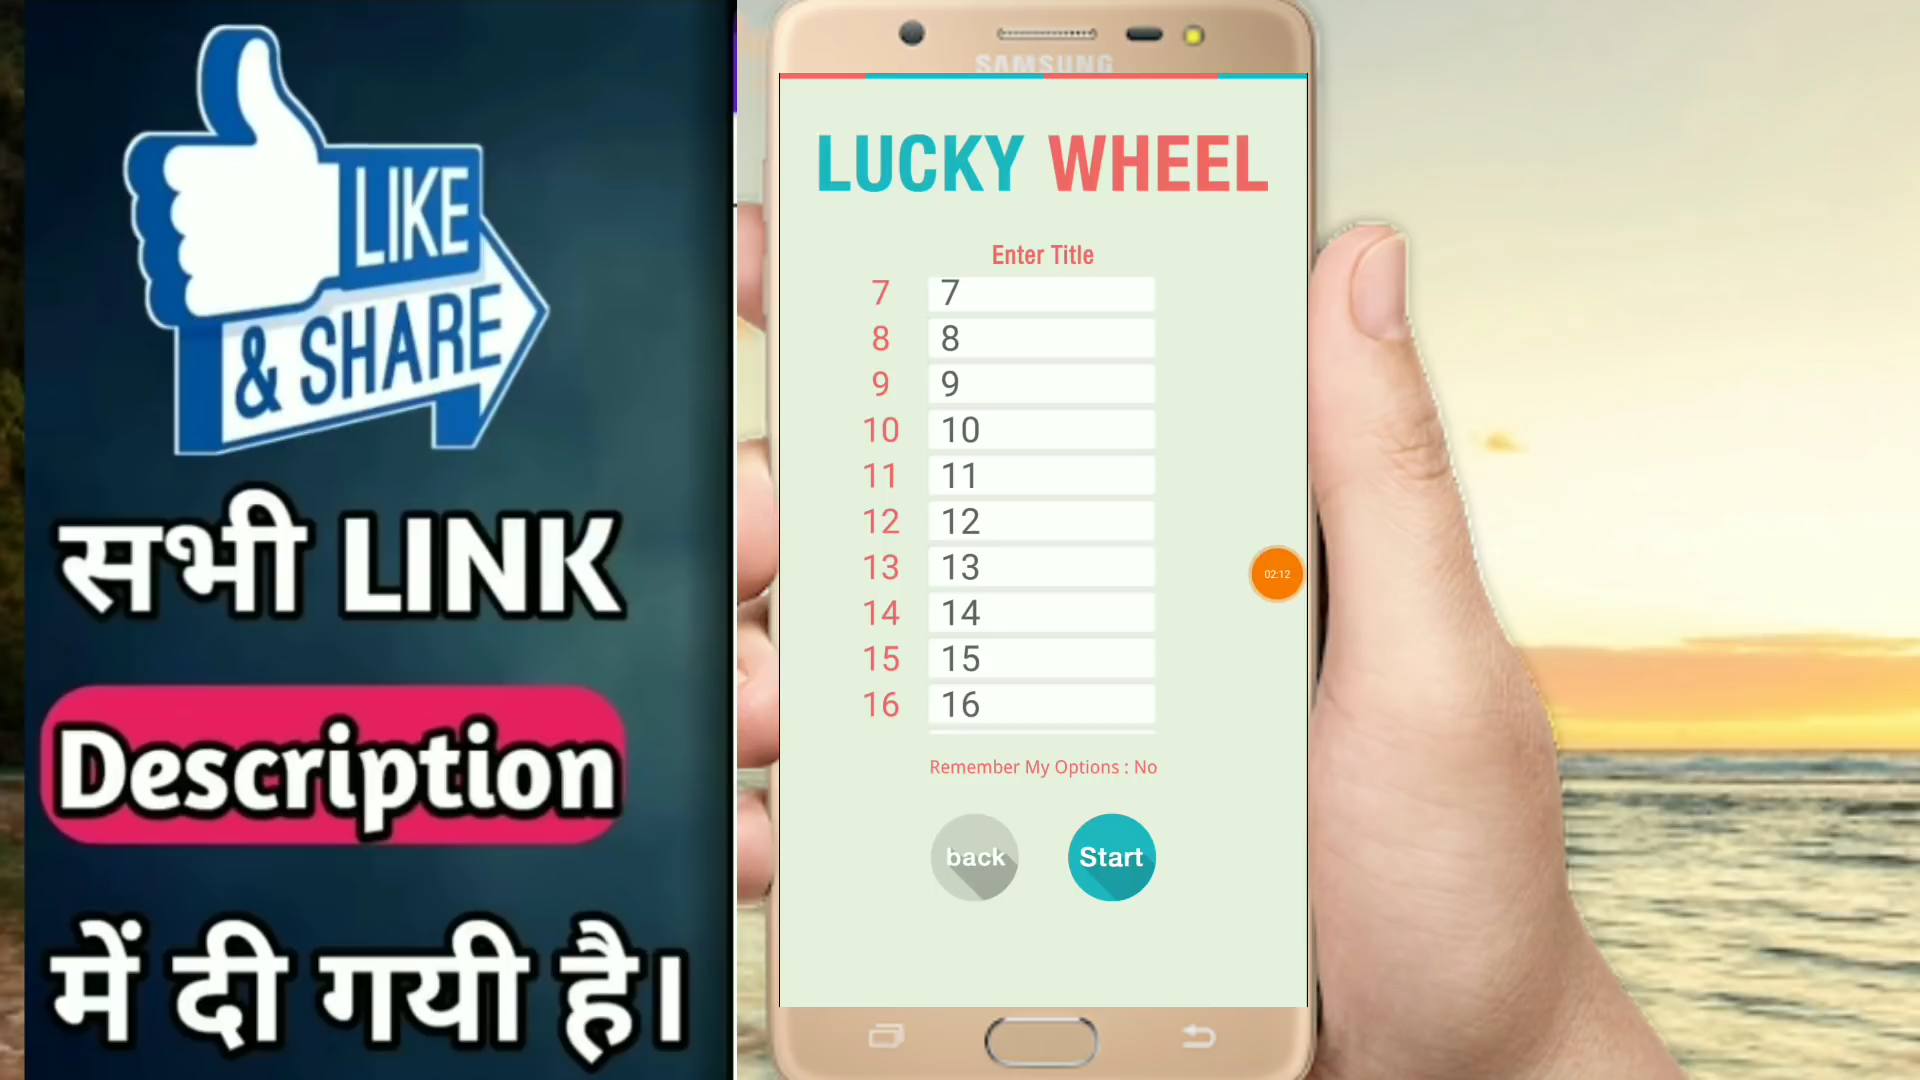 LIKE
& SHARE
सभी LINK
Description
में दी गयी है।
SAMSUNG
LUCKY WHEEL
Enter Title
7 7
8 8
9 9
10 10
11 11
12 12
13 13
14 14
15 15
16 16
02:12
Remember My Options : No
back Start